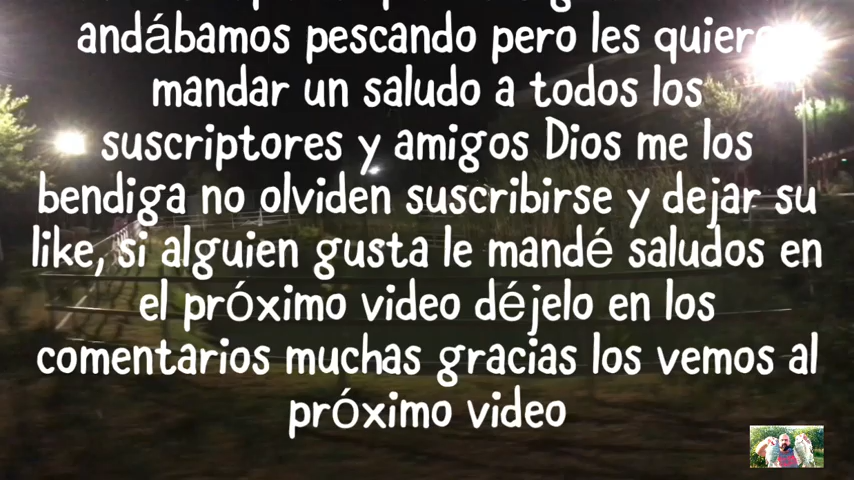 andábamos pescando pero les quiero
mandar un saludo a todos los
suscriptores y amigos Dios me los
bendiga no olviden suscribirse y dejar su
like, si alguien gusta le mandé saludos en
el próximo video déjelo en los
comentarios muchas gracias los vemos al
próximo video